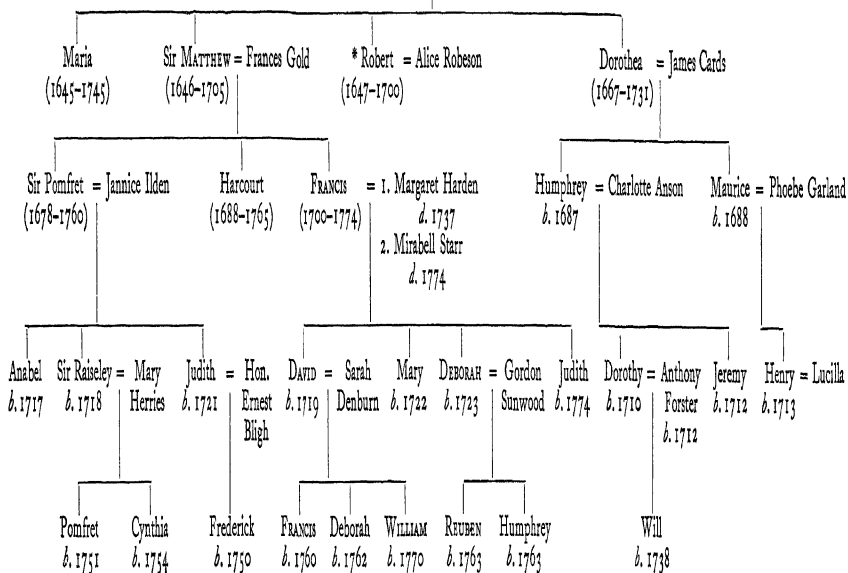 Maria Sir MATTHEW = Frances Gold * Robert = Alice Robeson Dorothea = James Cards
(1645–1745) (1646–1705) (1647–1700) (1667–1731)
Sir Pomfret = Jannice Ilden Harcourt FRANCIS = 1. Margaret Harden Humphrey = Charlotte Anson Maurice = Phoebe Garland
(1678–1760) (1688–1765) (1700–1774) d. 1737 b. 1687 b. 1688
2. Mirabell Starr
d. 1774
Anabel Sir Raiseley = Mary Judith = Hon. DAVID = Sarah Mary DEBORAH = Gordon Judith Dorothy = Anthony Jeremy Henry = Lucilla
b. 1717 b. 1718 Herries b. 1721 Ernest b. 1719 Denburn b. 1722 b. 1723 Sunwood b. 1774 b. 1710 Forster b. 1712 b. 1713
Bligh b. 1712
Pomfret Cynthia Frederick FRANCIS Deborah WILLIAM REUBEN Humphrey Will
b. 1751 b. 1754 b. 1750 b. 1760 b. 1762 b. 1770 b. 1763 b. 1763 b. 1738